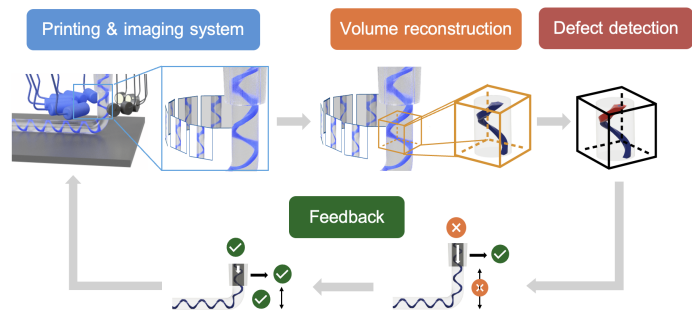 Printing & imaging system
Volume reconstruction
Defect detection
Feedback